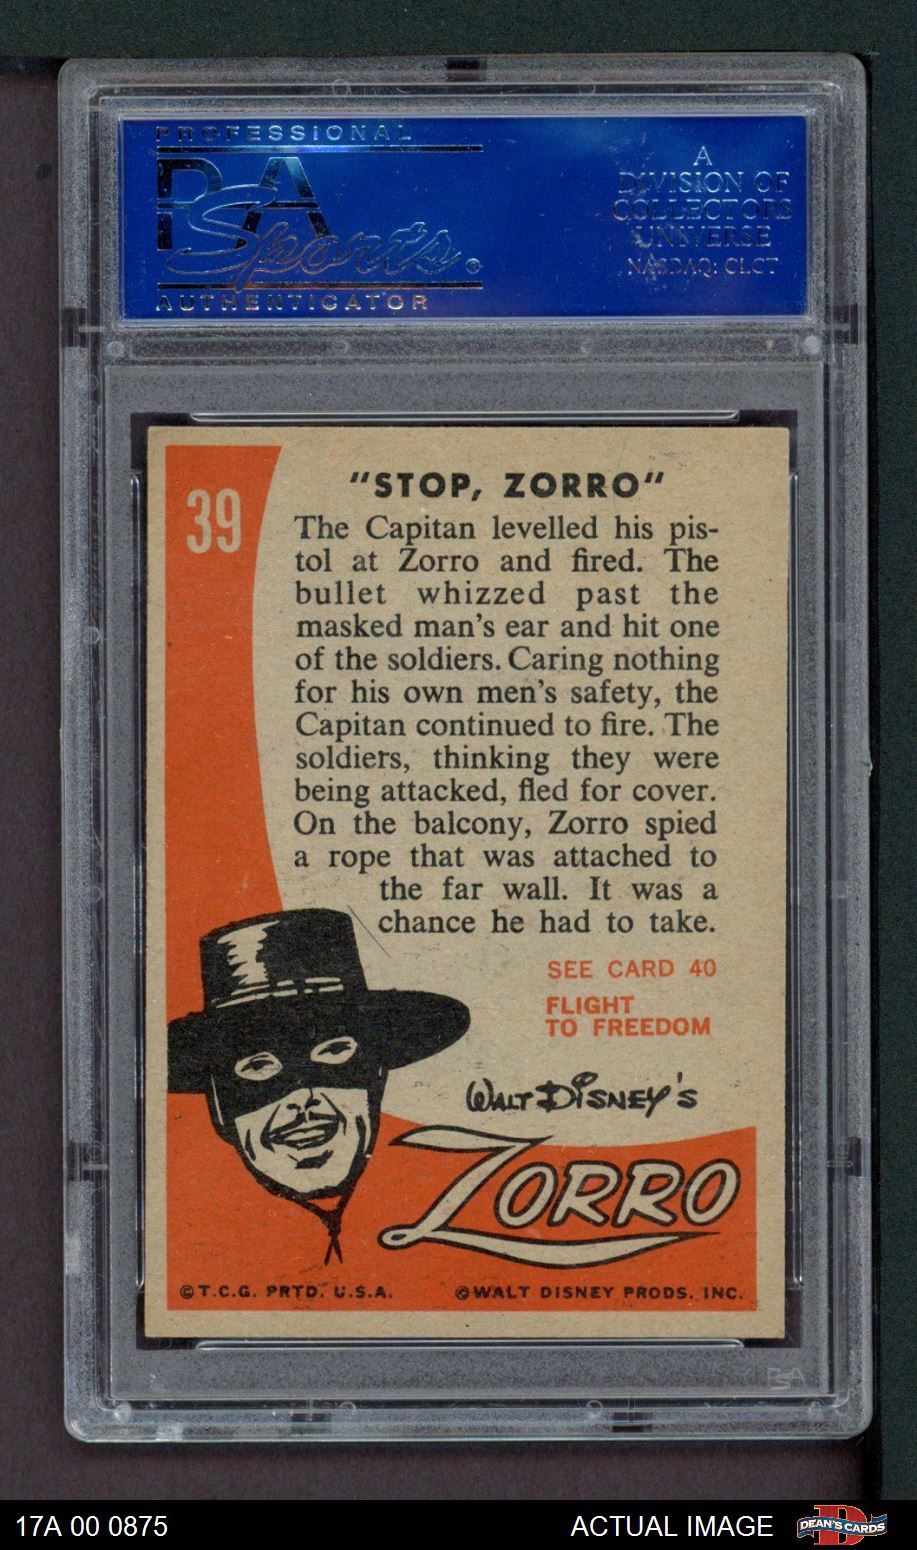 PROFESSIONAL
PSA
Sports ®
AUTHENTICATOR
A
DIVISION OF
COLLECTORS
UNIVERSE
NASDAQ: CLCT
39
"STOP, ZORRO"
The Capitan levelled his pis-
tol at Zorro and fired. The
bullet whizzed past the
masked man's ear and hit one
of the soldiers. Caring nothing
for his own men's safety, the
Capitan continued to fire. The
soldiers, thinking they were
being attacked, fled for cover.
On the balcony, Zorro spied
a rope that was attached to
the far wall. It was a
chance he had to take.
SEE CARD 40
FLIGHT
TO FREEDOM
WALT DISNEY'S
ZORRO
©T.C.G. PRTD. U.S.A.
©WALT DISNEY PRODS. INC.
PSA
17A 00 0875
ACTUAL IMAGE
D
DEAN'S CARDS